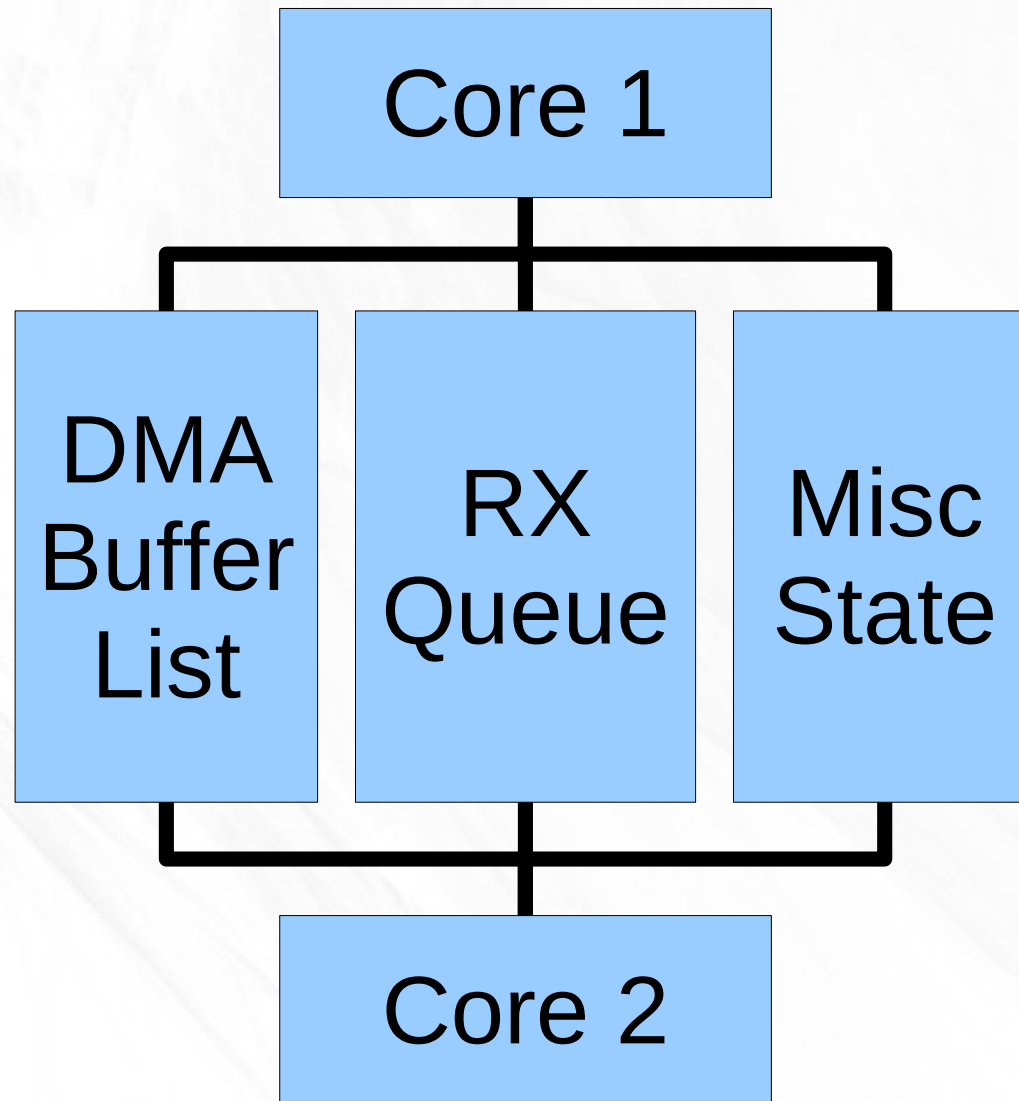 Core 1
DMA
Buffer
List
RX
Queue
Misc
State
Core 2